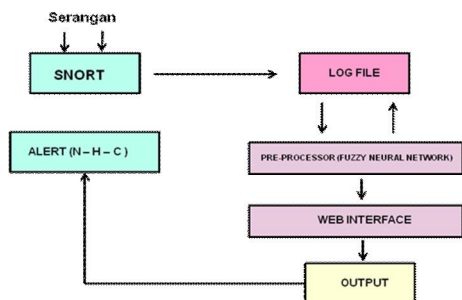 Serangan
SNORT
LOG FILE
ALERT (N – H – C )
PRE-PROCESSOR (FUZZY NEURAL NETWORK)
WEB INTERFACE
OUTPUT